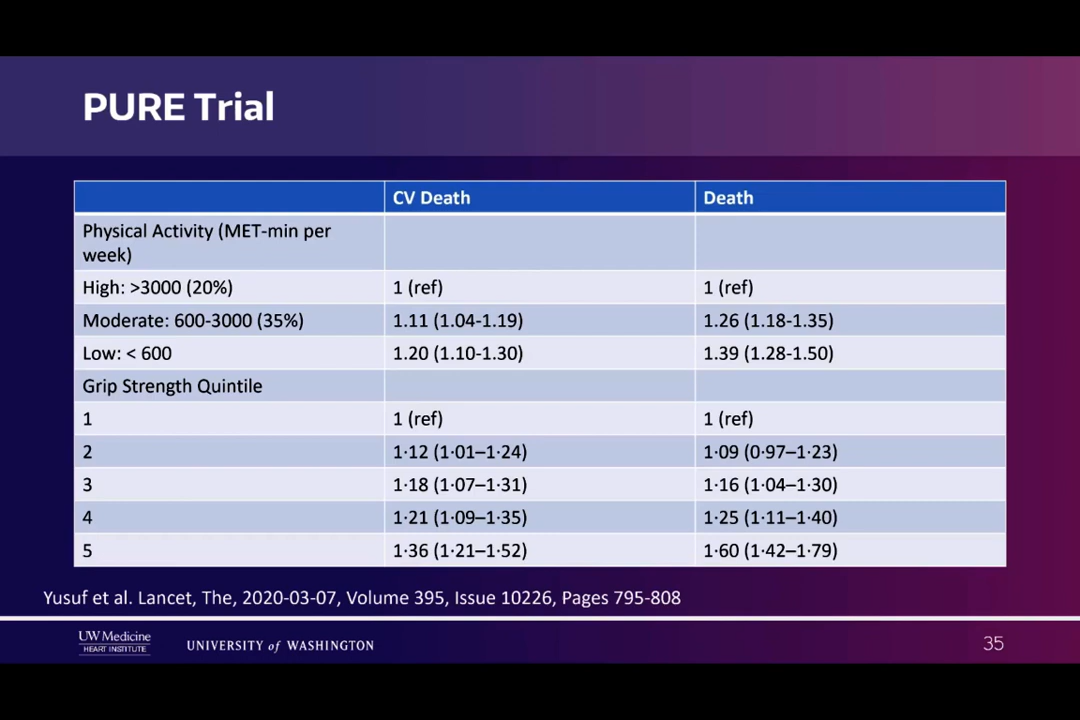 PURE Trial
CV Death
Death
Physical Activity (MET-min per
week)
High: >3000 (20%)
1 (ref)
1 (ref)
Moderate: 600-3000 (35%)
1.11 (1.04-1.19)
1.26 (1.18-1.35)
Low: < 600
1.20 (1.10-1.30)
1.39 (1.28-1.50)
Grip Strength Quintile
1
1 (ref)
1 (ref)
2
1·12 (1·01–1·24)
1·09 (0·97–1·23)
3
1·18 (1·07–1·31)
1·16 (1·04–1·30)
4
1·21 (1·09–1·35)
1·25 (1·11–1·40)
5
1·36 (1·21–1·52)
1·60 (1·42–1·79)
Yusuf et al. Lancet, The, 2020-03-07, Volume 395, Issue 10226, Pages 795-808
UW Medicine
HEART INSTITUTE
UNIVERSITY of WASHINGTON
35